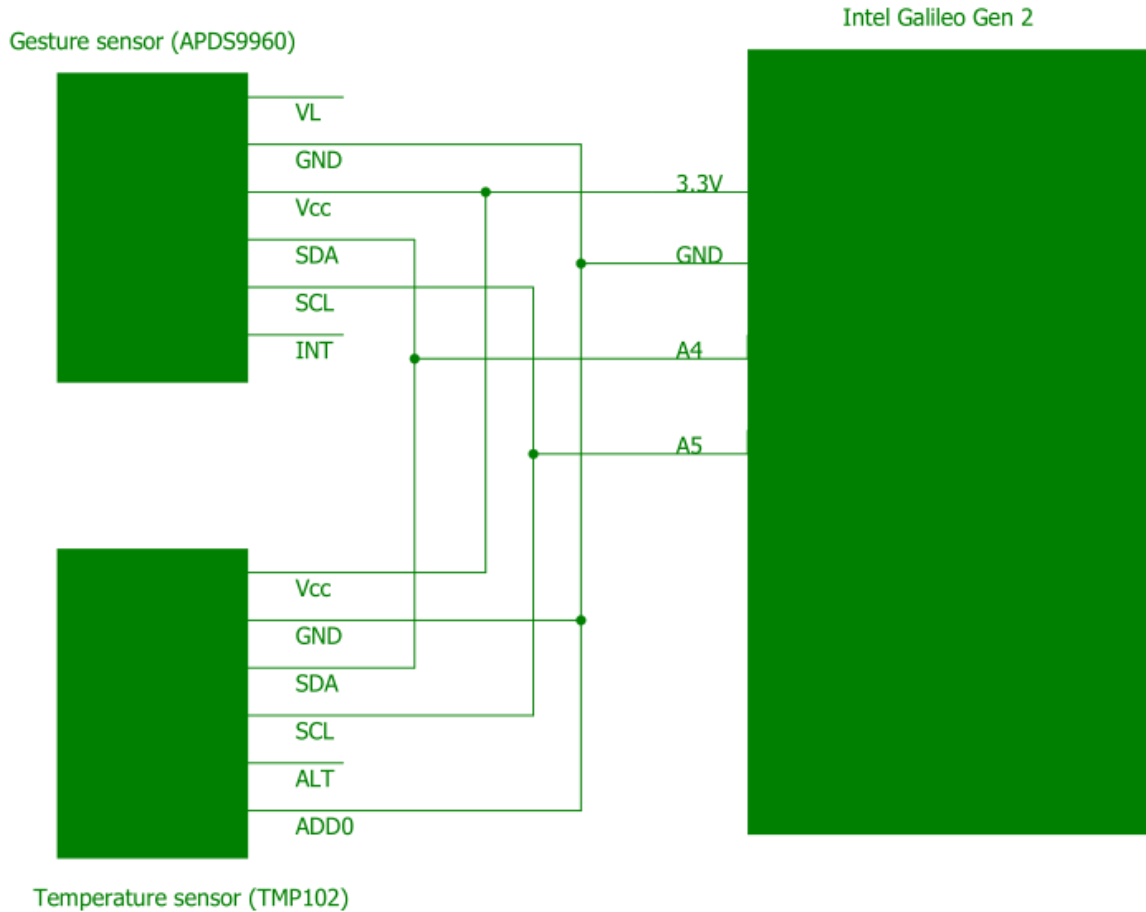 Intel Galileo Gen 2
Gesture sensor (APDS9960)
VL
GND
Vcc
SDA
SCL
INT
3.3V
GND
A4
A5
Vcc
GND
SDA
SCL
ALT
ADD0
Temperature sensor (TMP102)